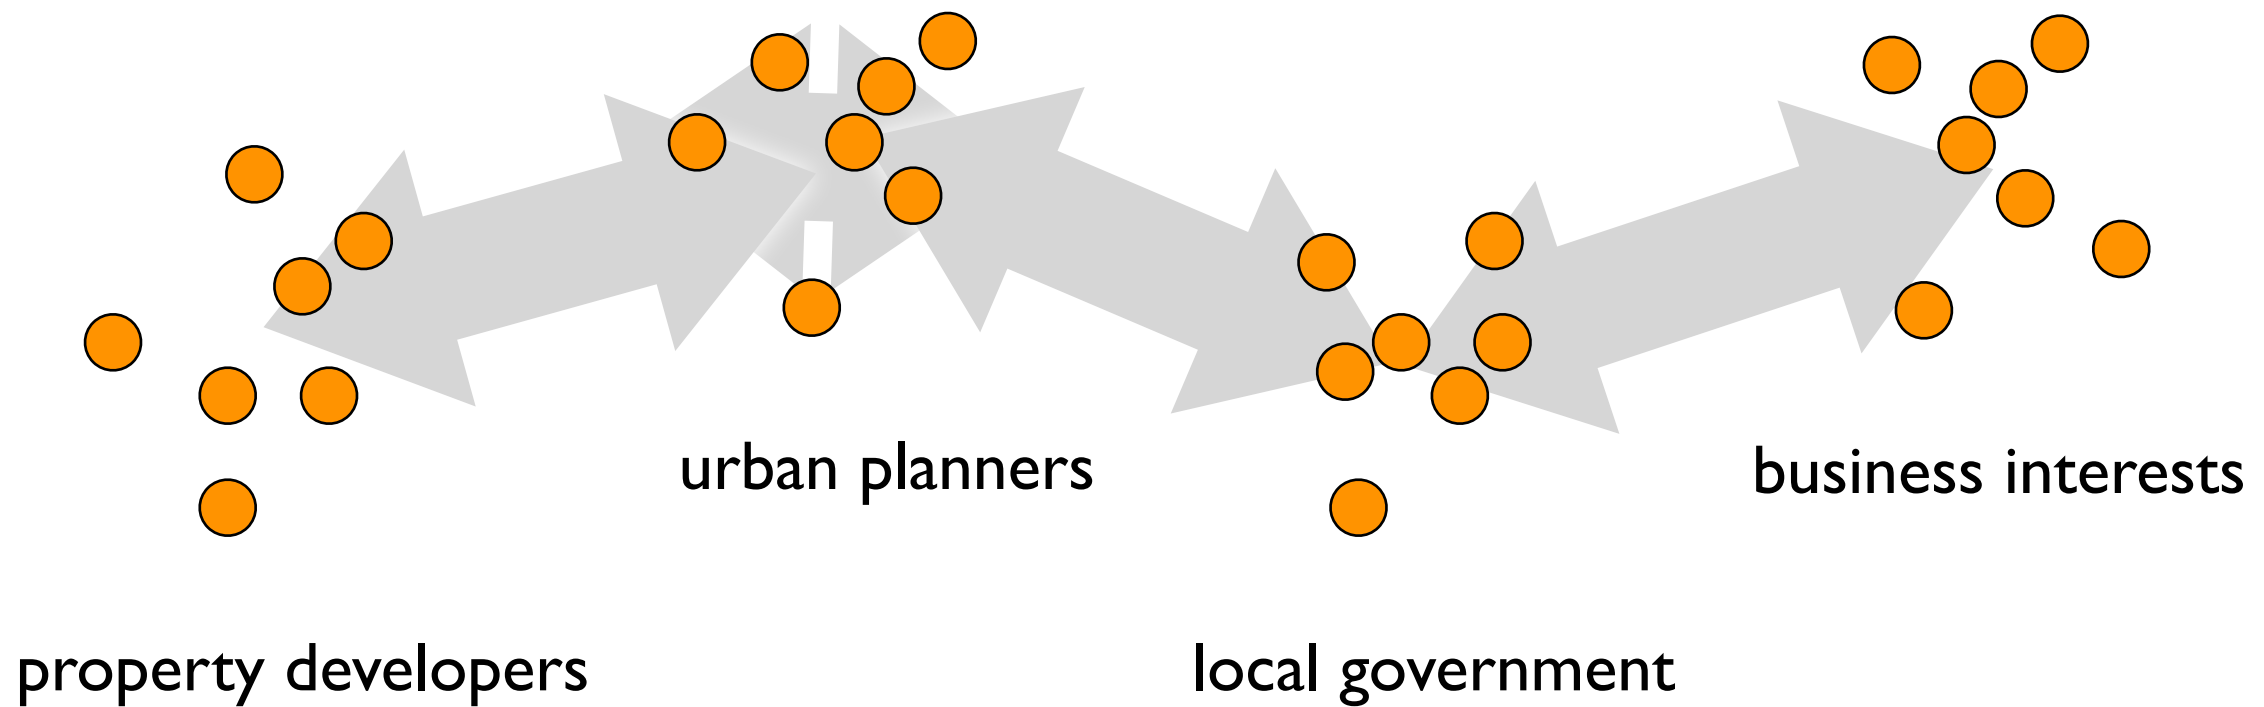 urban planners
business interests
property developers
local government